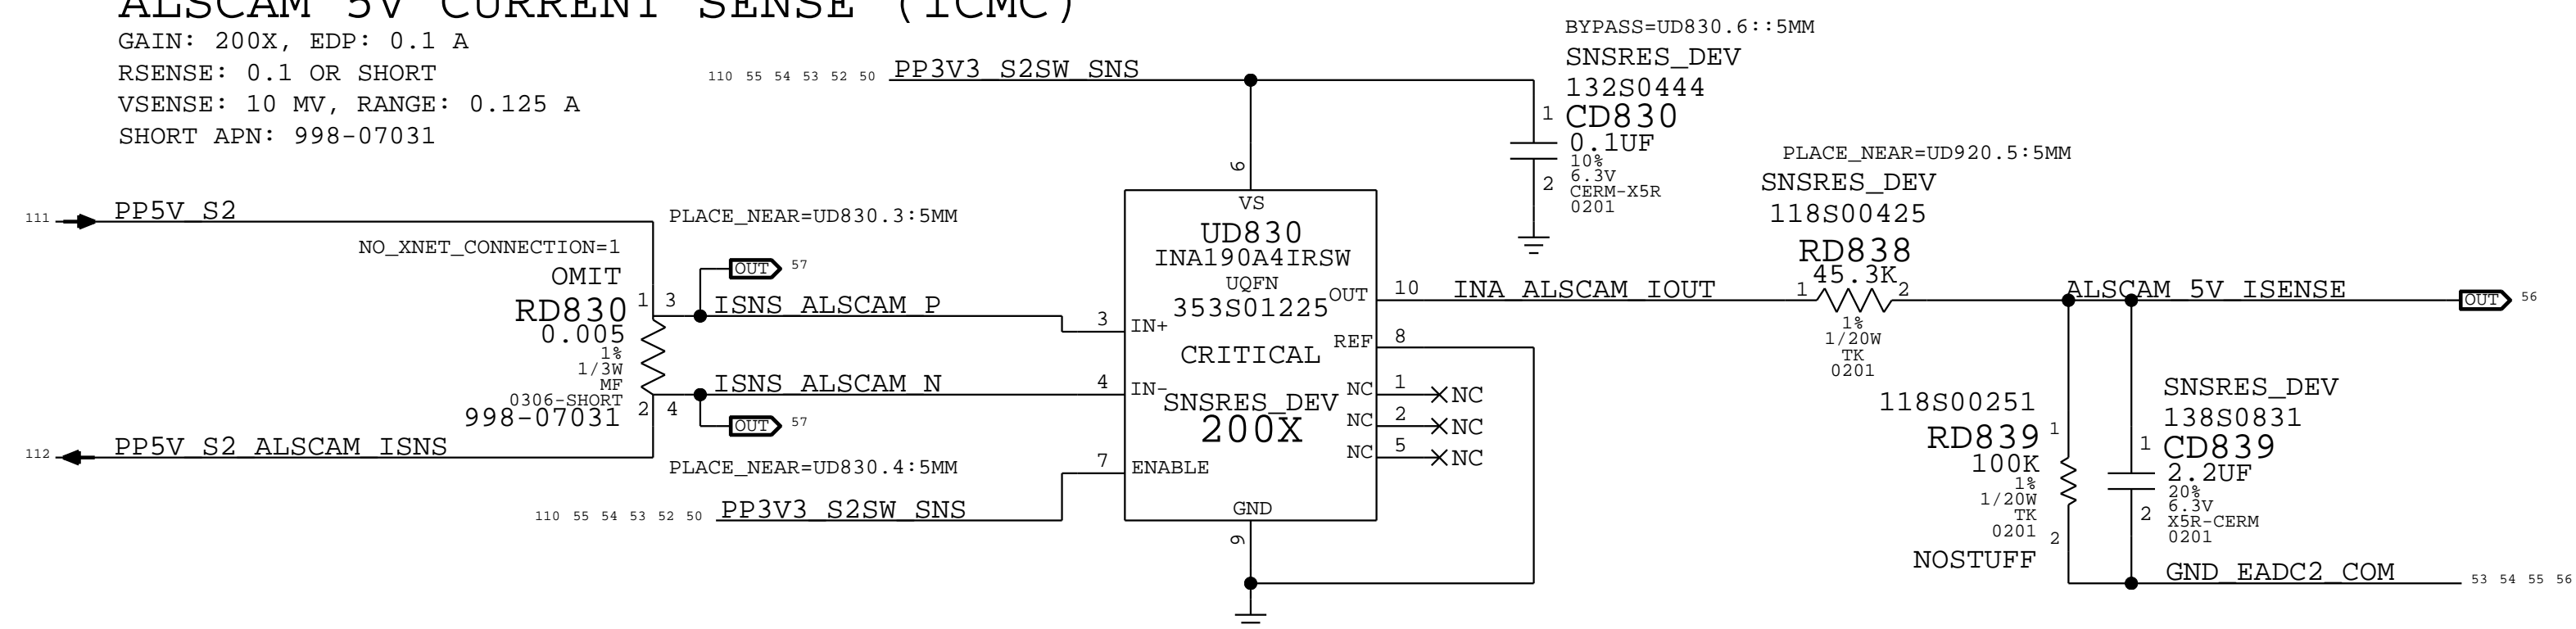 ALSCAM 5V CURRENT SENSE (ICMC)
GAIN: 200X, EDP: 0.1 A
RSENSE: 0.1 OR SHORT
VSENSE: 10 MV, RANGE: 0.125 A
SHORT APN: 998-07031
110 55 54 53 52 50 PP3V3_S2SW_SNS
BYPASS=UD830.6::5MM
SNSRES_DEV
132S0444
1 CD830
0.1UF
10%
2 6.3V
CERM-X5R
0201
6
111 PP5V_S2
NO_XNET_CONNECTION=1
OMIT
RD830 1 3
0.005
1%
1/3W
MF
0306-SHORT
998-07031 2 4
112 PP5V_S2_ALSCAM_ISNS
PLACE_NEAR=UD830.3:5MM
OUT 57
ISNS_ALSCAM_P
ISNS_ALSCAM_N
OUT 57
PLACE_NEAR=UD830.4:5MM
110 55 54 53 52 50 PP3V3_S2SW_SNS
VS
UD830
INA190A4IRSW
UQFN
353S01225
CRITICAL
SNSRES_DEV
200X
3 IN+
4 IN-
7 ENABLE
GND
9
OUT 10 INA_ALSCAM_IOUT
REF 8
NC 1 NC
NC 2 NC
NC 5 NC
PLACE_NEAR=UD920.5:5MM
SNSRES_DEV
118S00425
RD838
45.3K
1 2
1%
1/20W
TK
0201
ALSCAM_5V_ISENSE OUT 56
118S00251
RD839 1
100K
1%
1/20W
TK
0201 2
NOSTUFF
SNSRES_DEV
138S0831
1 CD839
2.2UF
20%
2 6.3V
X5R-CERM
0201
GND_EADC2_COM 53 54 55 56